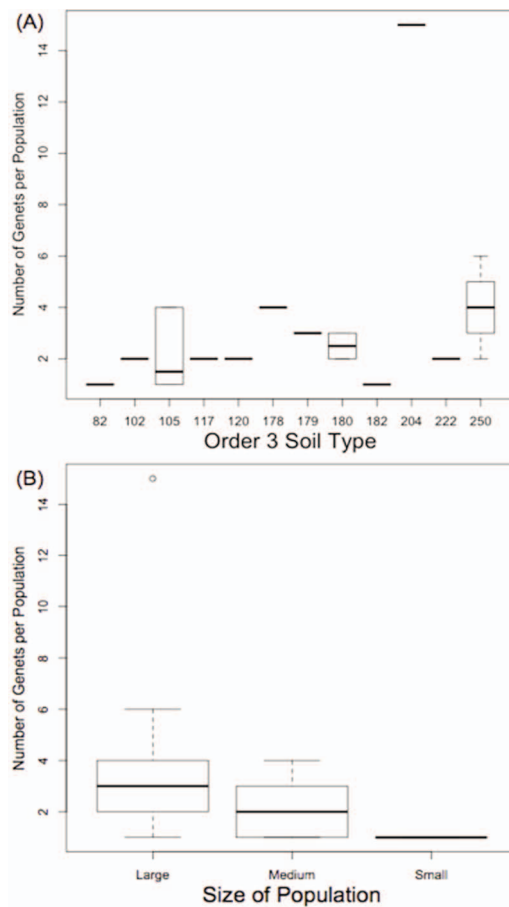 (A)
Number of Genets per Population
14
12
10
8
6
4
2
82 102 105 117 120 178 179 180 182 204 222 250
Order 3 Soil Type
(B)
Number of Genets per Population
14
12
10
8
6
4
2
Large Medium Small
Size of Population